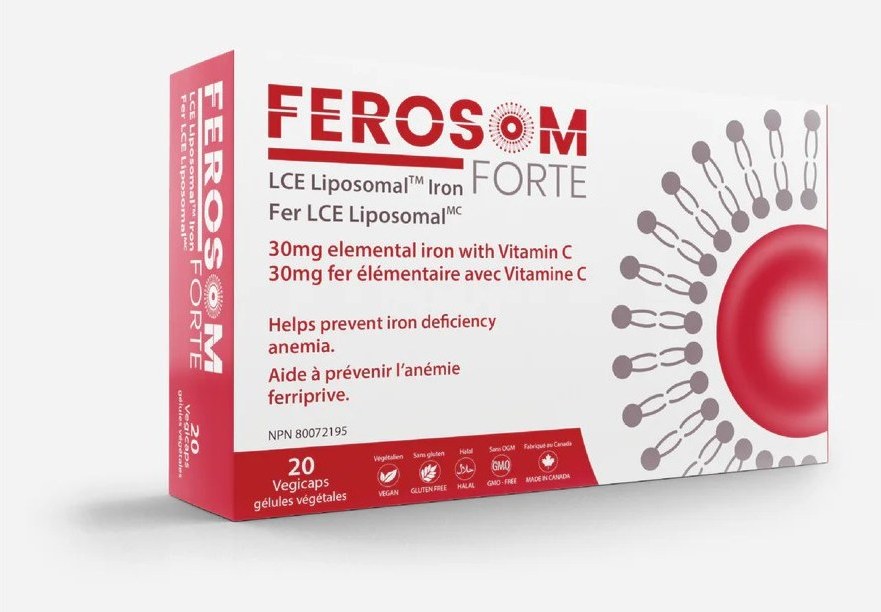 FEROSOM
FORTE
LCE Liposomal™ Iron
Fer LCE Liposomal ᴹᶜ
30mg elemental iron with Vitamin C
30mg fer élémentaire avec Vitamine C
Helps prevent iron deficiency
anemia.
Aide à prévenir l'anémie
ferriprive.
NPN 80072195
20
Vegicaps
gélules végétales
Végétalien
VEGAN
Sans gluten
GLUTEN FREE
Halal
حلال
HALAL
Sans OGM
GMO
GMO - FREE
Fabriqué au Canada
MADE IN CANADA
FEROSOM
FORTE
LCE Liposomal™ Iron
Fer LCE Liposomal ᴹᶜ
20
Vegicaps
gélules végétales